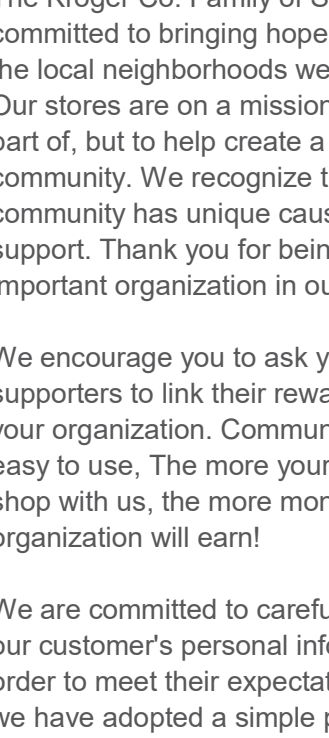 The Kroger Co. Family of S
committed to bringing hope
the local neighborhoods we
Our stores are on a mission
part of, but to help create a
community. We recognize t
community has unique caus
support. Thank you for bein
important organization in ou
We encourage you to ask y
supporters to link their rewa
your organization. Commun
easy to use, The more your
shop with us, the more mon
organization will earn!
We are committed to carefu
our customer's personal info
order to meet their expectat
we have adopted a simple p